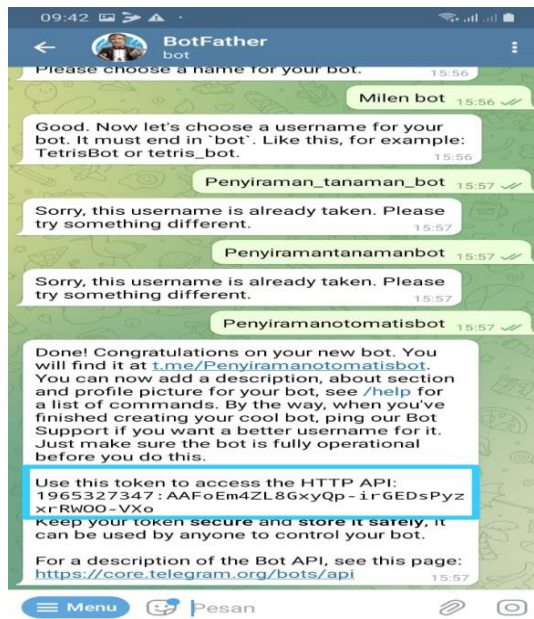 09:42
BotFather
bot
Please choose a name for your bot.
15:56
Milen bot 15:56
Good. Now let's choose a username for your
bot. It must end in `bot`. Like this, for example:
TetrisBot or tetris_bot.
15:56
Penyiraman_tanaman_bot 15:57
Sorry, this username is already taken. Please
try something different.
15:57
Penyiramantanamanbot 15:57
Sorry, this username is already taken. Please
try something different.
15:57
Penyiramanotomatisbot 15:57
Done! Congratulations on your new bot. You
will find it at t.me/Penyiramanotomatisbot.
You can now add a description, about section
and profile picture for your bot, see /help for
a list of commands. By the way, when you've
finished creating your cool bot, ping our Bot
Support if you want a better username for it.
Just make sure the bot is fully operational
before you do this.
Use this token to access the HTTP API:
1965327347:AAFoEm4ZL8GxyQp-irGEDsPyz
xrRWOO-VXo
Keep your token secure and store it safely, it
can be used by anyone to control your bot.
For a description of the Bot API, see this page:
https://core.telegram.org/bots/api
15:57
Menu
Pesan